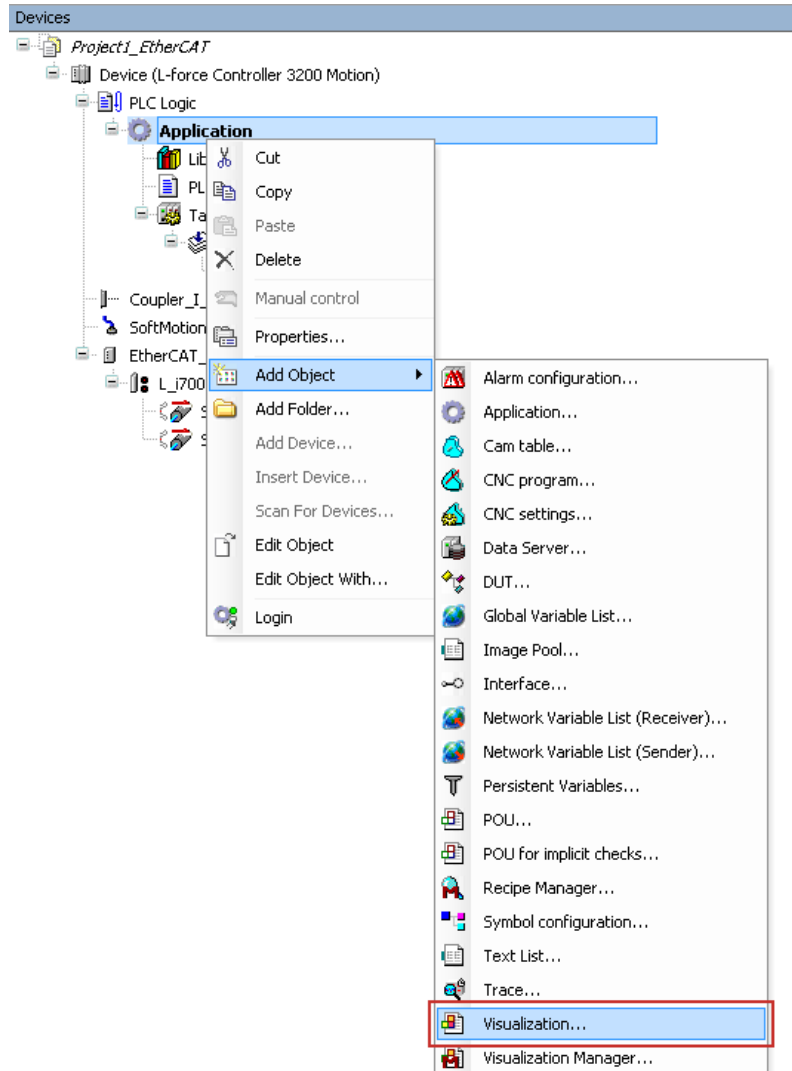 Devices
Project1_EtherCAT
Device (L-force Controller 3200 Motion)
PLC Logic
Application
Lib
PL
Ta
Coupler_I_
SoftMotion
EtherCAT_
L_i700
S
S
Cut
Copy
Paste
Delete
Manual control
Properties...
Add Object
Add Folder...
Add Device...
Insert Device...
Scan For Devices...
Edit Object
Edit Object With...
Login
Alarm configuration...
Application...
Cam table...
CNC program...
CNC settings...
Data Server...
DUT...
Global Variable List...
Image Pool...
Interface...
Network Variable List (Receiver)...
Network Variable List (Sender)...
Persistent Variables...
POU...
POU for implicit checks...
Recipe Manager...
Symbol configuration...
Text List...
Trace...
Visualization...
Visualization Manager...